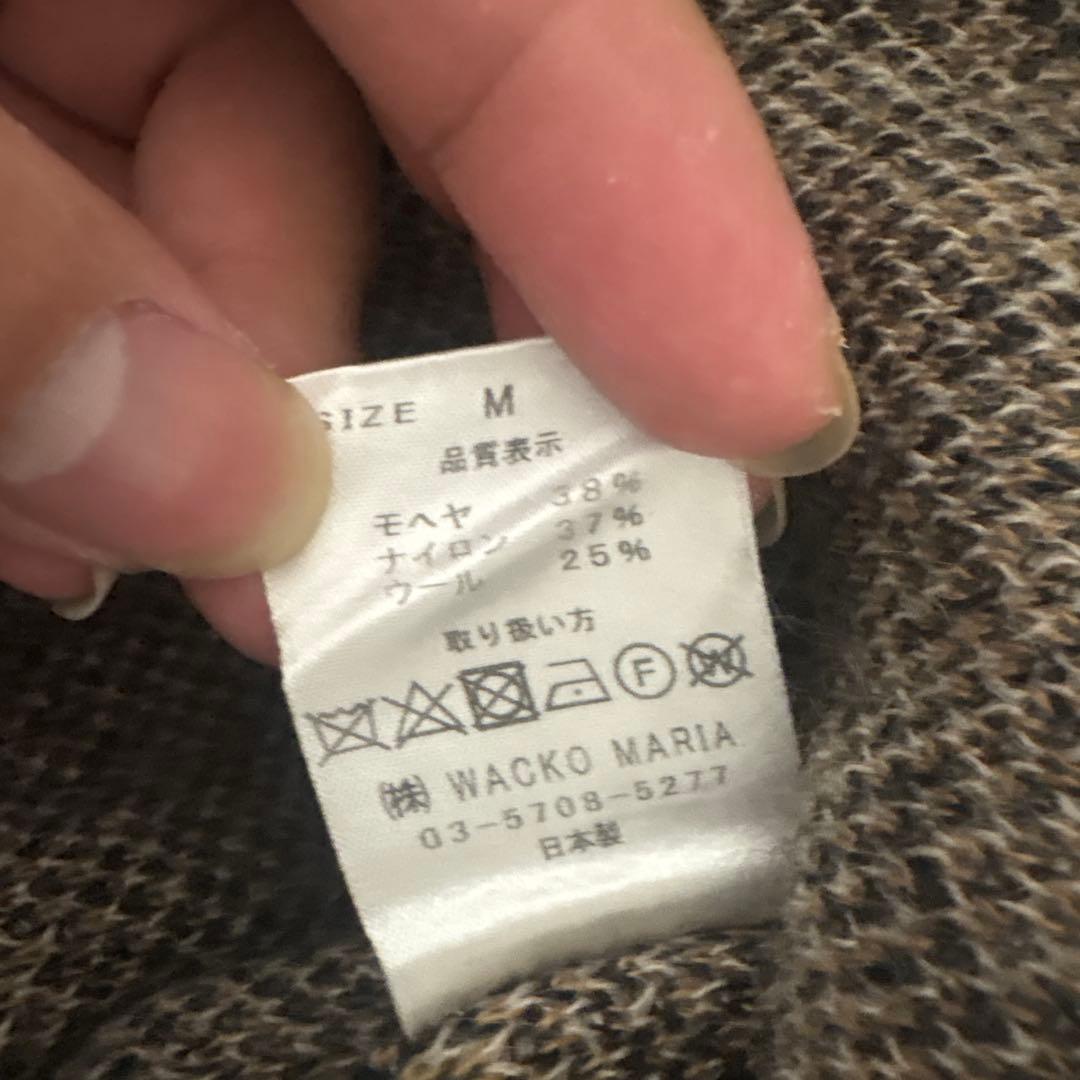 SIZE M
品質表示
モヘヤ 38%
ナイロン 37%
ウール 25%
取り扱い方
F W
(株) WACKO MARIA
03-5708-5277
日本製